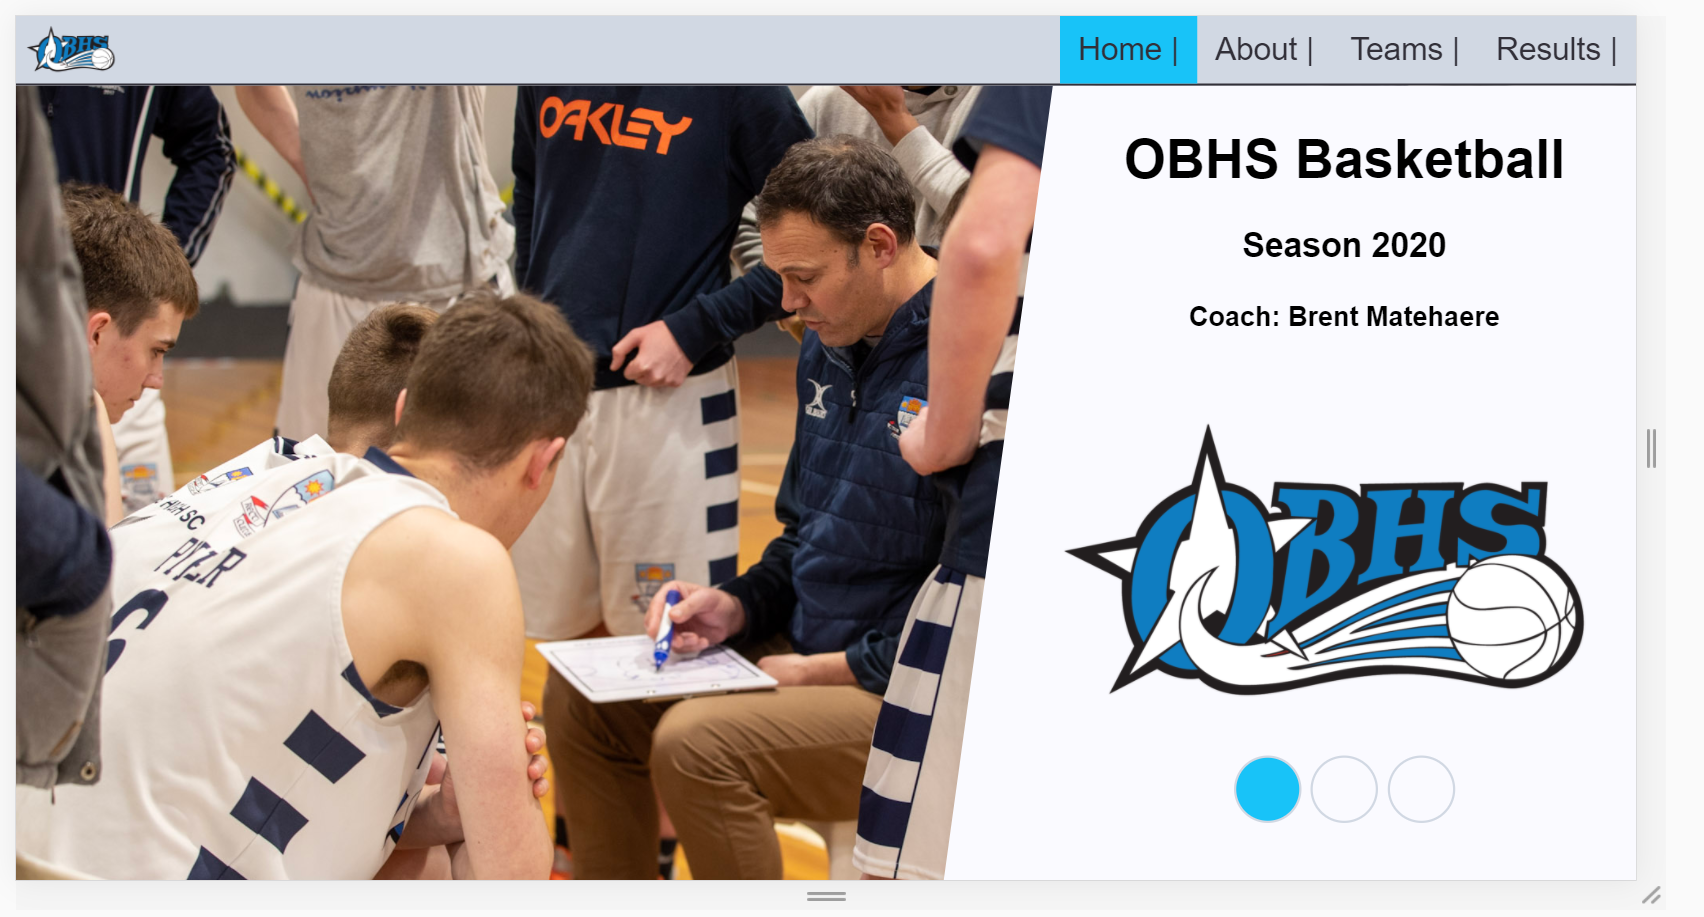 OBHS
Home |
About |
Teams |
Results |
OAKLEY
OBHS Basketball
Season 2020
Coach: Brent Matehaere
OBHS